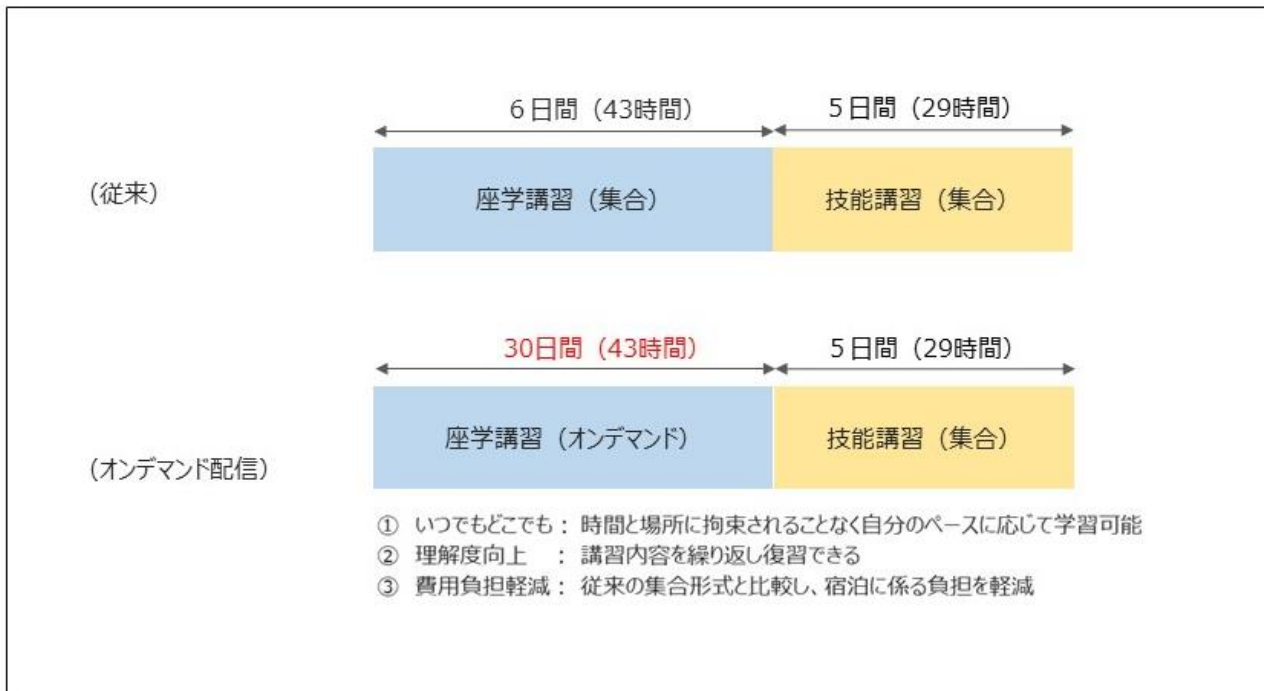 6日間（43時間）　5日間（29時間）
（従来）　座学講習（集合）　技能講習（集合）
30日間（43時間）　5日間（29時間）
座学講習（オンデマンド）　技能講習（集合）
（オンデマンド配信）
① いつでもどこでも： 時間と場所に拘束されることなく自分のペースに応じて学習可能
② 理解度向上　： 講習内容を繰り返し復習できる
③ 費用負担軽減： 従来の集合形式と比較し、宿泊に係る負担を軽減